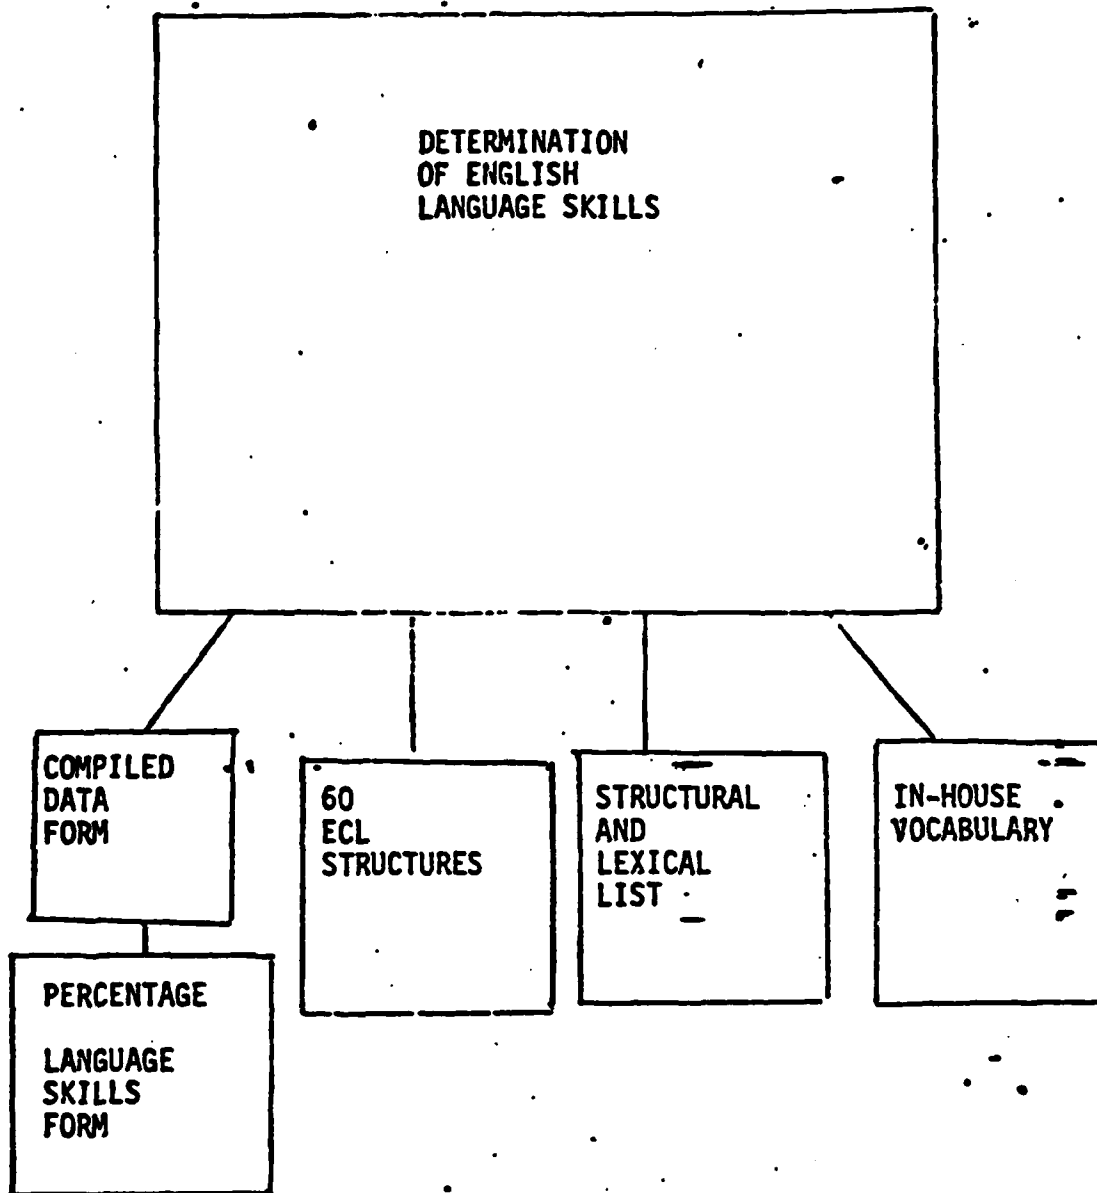 DETERMINATION
OF ENGLISH
LANGUAGE SKILLS
COMPILED
DATA
FORM
60
ECL
STRUCTURES
STRUCTURAL
AND
LEXICAL
LIST
IN-HOUSE
VOCABULARY
PERCENTAGE
LANGUAGE
SKILLS
FORM